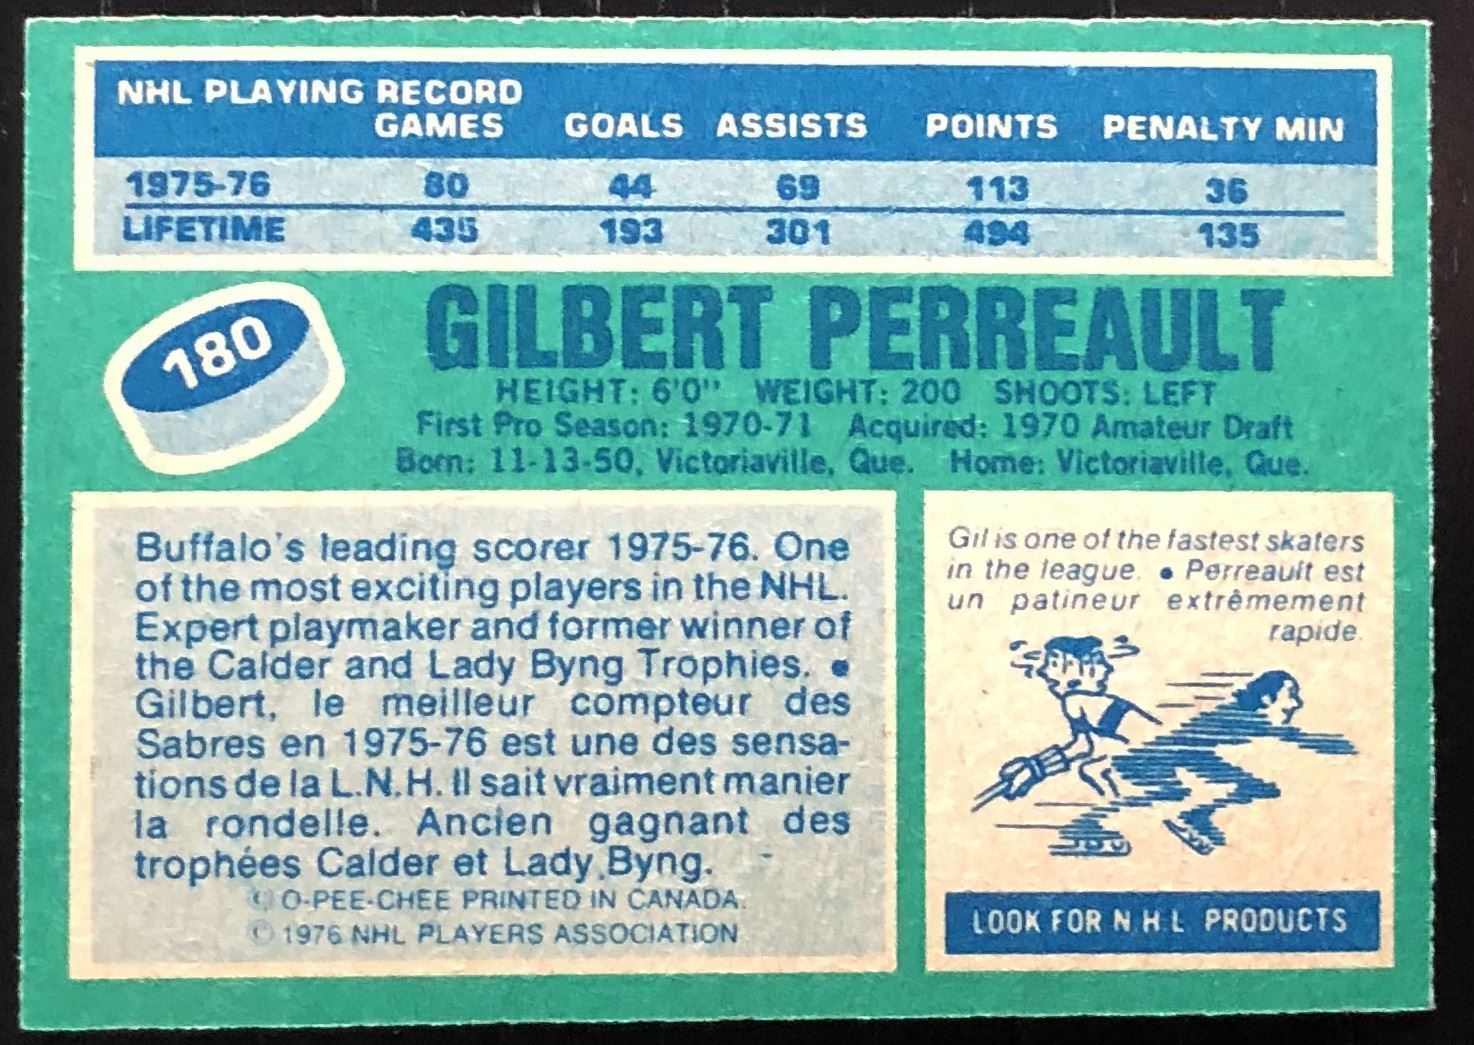 NHL PLAYING RECORD
GAMES GOALS ASSISTS POINTS PENALTY MIN
1975-76 80 44 69 113 36
LIFETIME 435 193 301 494 135
180
GILBERT PERREAULT
HEIGHT: 6'0" WEIGHT: 200 SHOOTS: LEFT
First Pro Season: 1970-71 Acquired: 1970 Amateur Draft
Born: 11-13-50, Victoriaville, Que. Home: Victoriaville, Que.
Buffalo's leading scorer 1975-76. One
of the most exciting players in the NHL.
Expert playmaker and former winner of
the Calder and Lady Byng Trophies. •
Gilbert, le meilleur compteur des
Sabres en 1975-76 est une des sensa-
tions de la L.N.H. Il sait vraiment manier
la rondelle. Ancien gagnant des
trophées Calder et Lady Byng.
© O-PEE-CHEE PRINTED IN CANADA.
© 1976 NHL PLAYERS ASSOCIATION
Gil is one of the fastest skaters
in the league. • Perreault est
un patineur extrêmement
rapide.
LOOK FOR N H L PRODUCTS